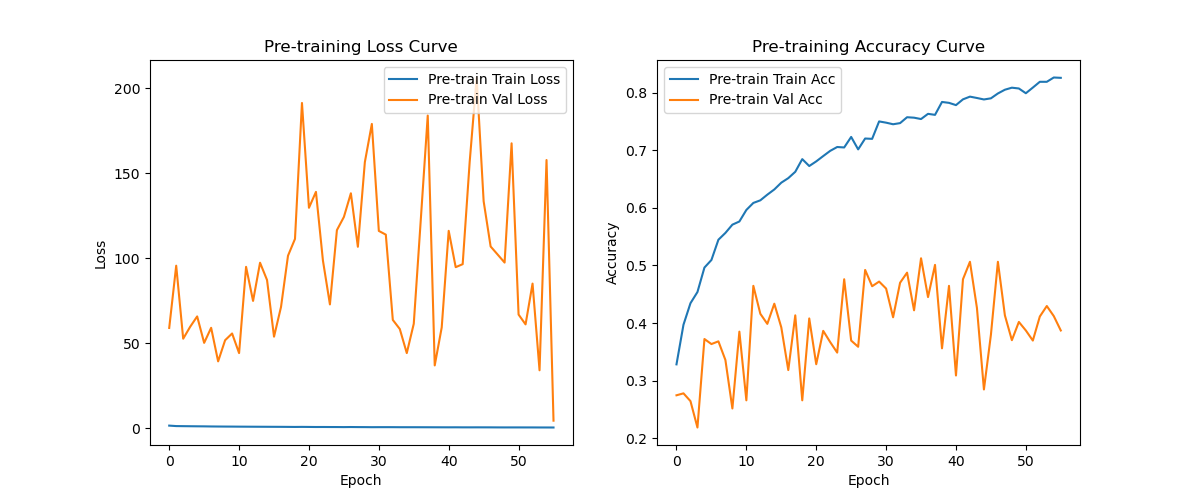 Pre-training Loss Curve
Pre-train Train Loss
Pre-train Val Loss
200
150
100
50
0
Loss
0 10 20 30 40 50
Epoch
Pre-training Accuracy Curve
Pre-train Train Acc
Pre-train Val Acc
0.8
0.7
0.6
0.5
0.4
0.3
0.2
Accuracy
0 10 20 30 40 50
Epoch